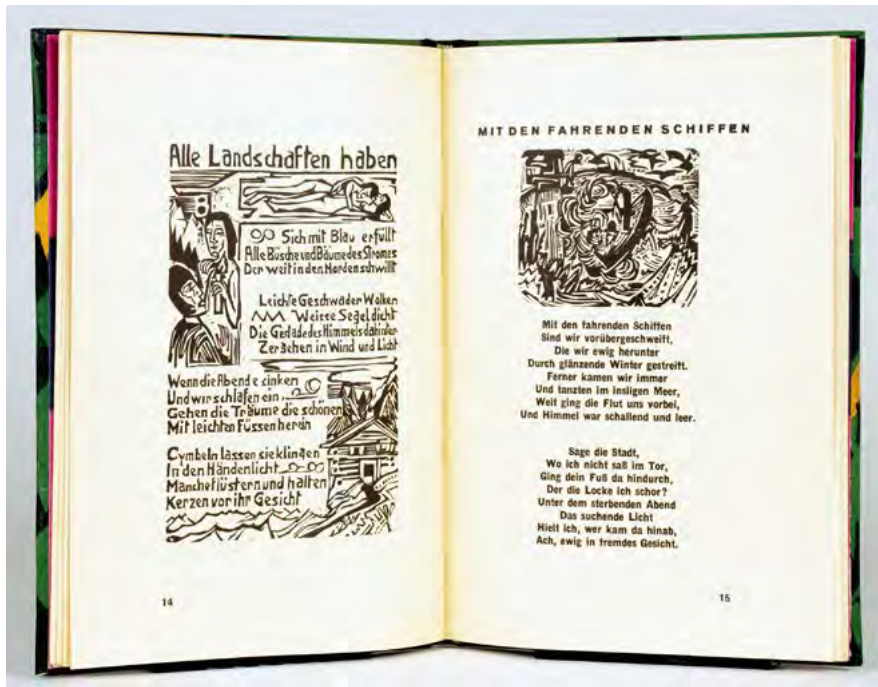 Alle Landschaften haben
Sich mit Blau erfüllt
Alle Büsche und Bäume des Stromes
Der weit in den Norden schwillt
Leichte Geschwader Wolken
Weisse Segel dicht
Die Gestade des Himmels dahinter
Zergehen in Wind und Licht
Wenn die Abende sinken
Und wir schlafen ein
Gehen die Träume die schönen
Mit leichten Füssen herein
Cymbeln lassen sie klingen
In den Händen licht
Manche flüstern und halten
Kerzen vor ihr Gesicht
14
MIT DEN FAHRENDEN SCHIFFEN
Mit den fahrenden Schiffen
Sind wir vorübergeschweift,
Die wir ewig herunter
Durch glänzende Winter gestreift.
Ferner kamen wir immer
Und tanzten im insligen Meer,
Weit ging die Flut uns vorbei,
Und Himmel war schallend und leer.
Sage die Stadt,
Wo ich nicht saß im Tor,
Ging dein Fuß da hindurch,
Der die Locke ich schor?
Unter dem sterbenden Abend
Das suchende Licht
Hielt ich, wer kam da hinab,
Ach, ewig in fremdes Gesicht.
15